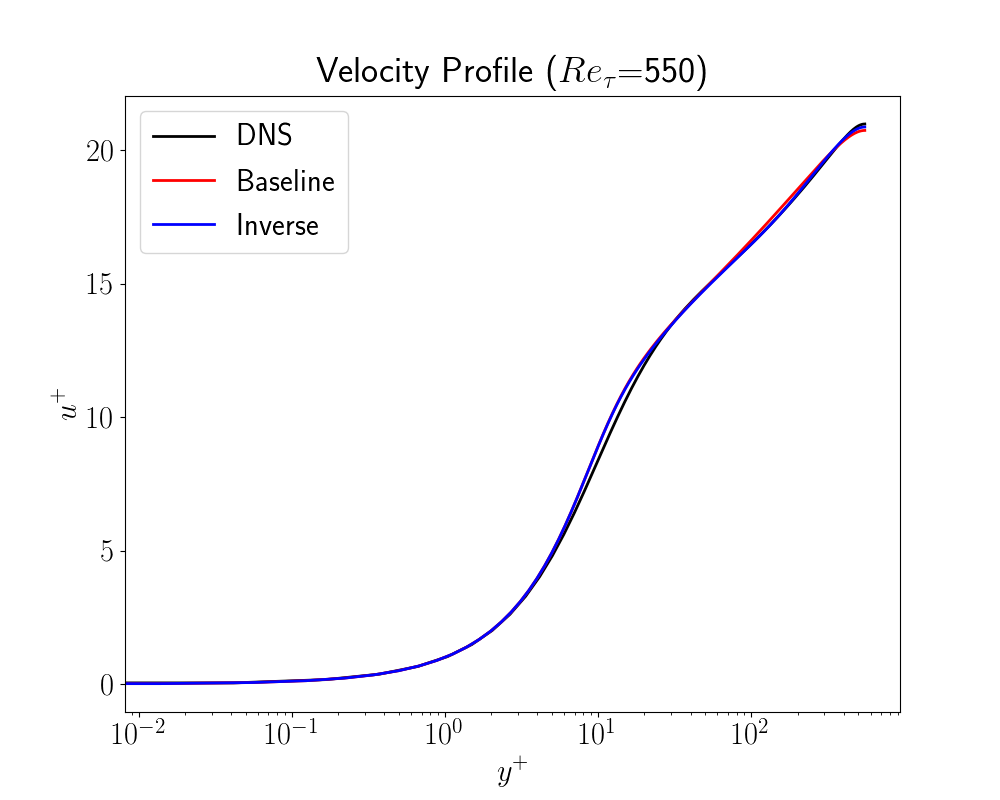 Velocity Profile ($Re_\tau$=550)
DNS
Baseline
Inverse
20
15
10
5
0
$u^+$
$10^{-2}$ $10^{-1}$ $10^0$ $10^1$ $10^2$
$y^+$